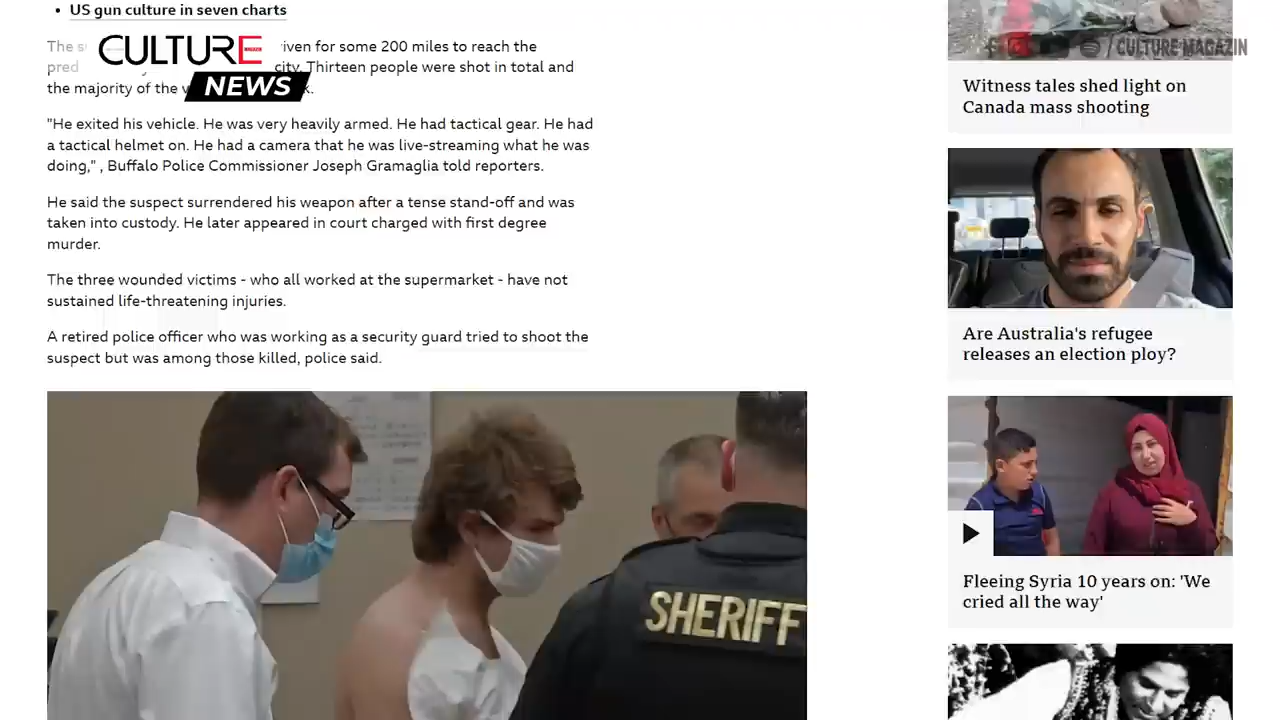 US gun culture in seven charts
CULTURE
NEWS
The s iven for some 200 miles to reach the
pred city. Thirteen people were shot in total and
the majority of the
"He exited his vehicle. He was very heavily armed. He had tactical gear. He had
a tactical helmet on. He had a camera that he was live-streaming what he was
doing," , Buffalo Police Commissioner Joseph Gramaglia told reporters.
He said the suspect surrendered his weapon after a tense stand-off and was
taken into custody. He later appeared in court charged with first degree
murder.
The three wounded victims - who all worked at the supermarket - have not
sustained life-threatening injuries.
A retired police officer who was working as a security guard tried to shoot the
suspect but was among those killed, police said.
SHERIFF
/CULTURE MAGAZIN
Witness tales shed light on
Canada mass shooting
Are Australia's refugee
releases an election ploy?
Fleeing Syria 10 years on: 'We
cried all the way'